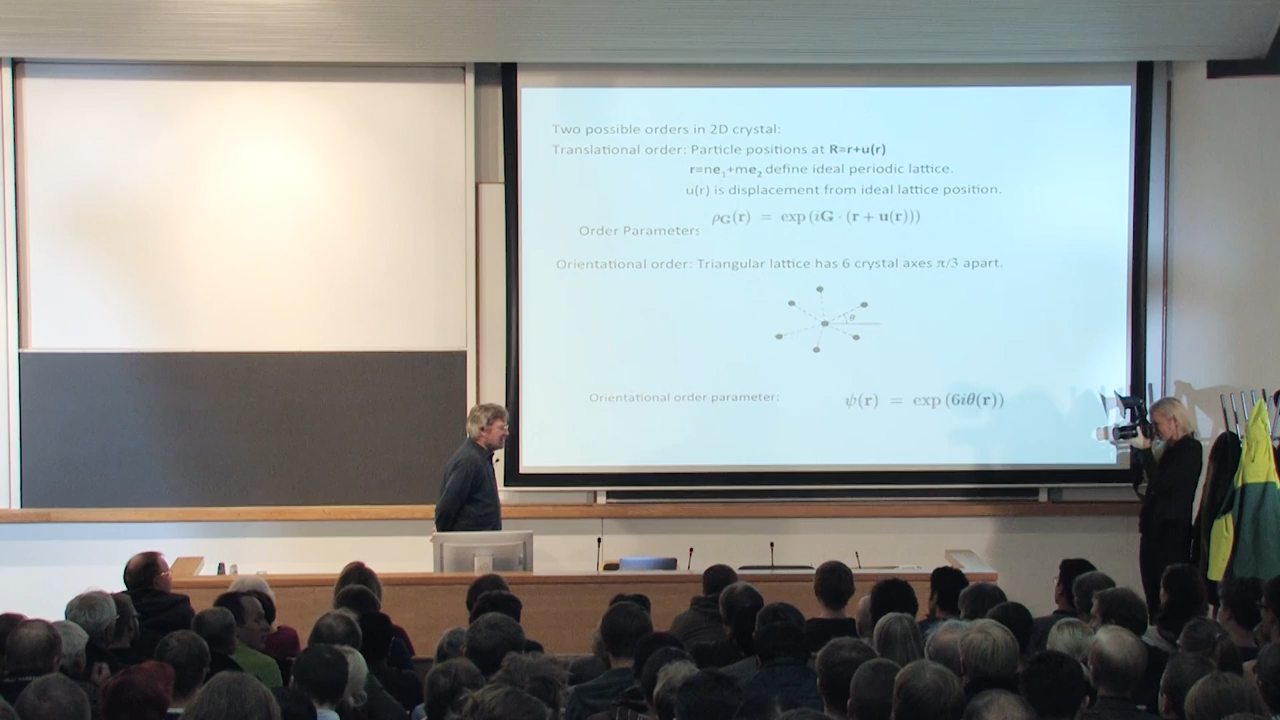 Two possible orders in 2D crystal:
Translational order: Particle positions at R=r+u(r)
r=ne₁+me₂ define ideal periodic lattice.
u(r) is displacement from ideal lattice position.
ρG(r) = exp (iG · (r + u(r)))
Order Parameters
Orientational order: Triangular lattice has 6 crystal axes π/3 apart.
θ
Orientational order parameter: ψ(r) = exp (6iθ(r))